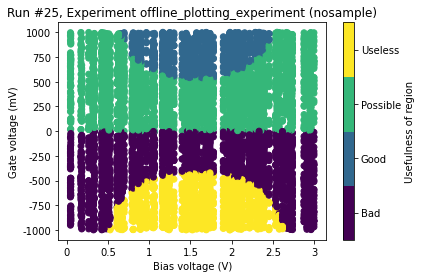 Run #25, Experiment offline_plotting_experiment (nosample)
1000
750
500
250
0
-250
-500
-750
-1000
Gate voltage (mV)
0
0.5
1
1.5
2
2.5
3
Bias voltage (V)
Useless
Possible
Good
Bad
Usefulness of region